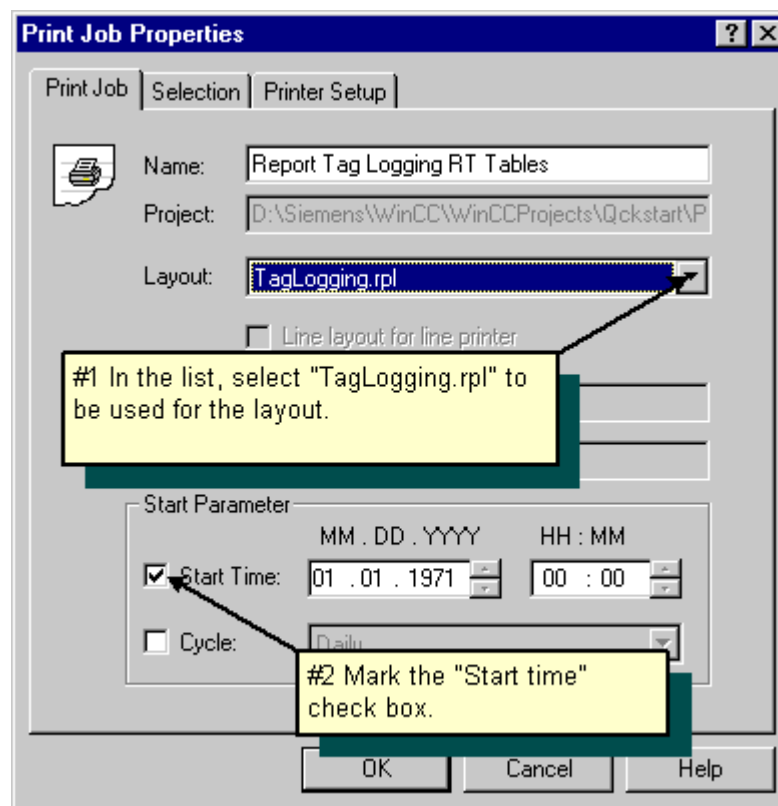 Print Job Properties
Print Job Selection Printer Setup
Name: Report Tag Logging RT Tables
Project: D:\Siemens\WinCC\WinCCProjects\Qckstart\P
Layout: TagLogging.rpl
Line layout for line printer
#1 In the list, select "TagLogging.rpl" to
be used for the layout.
Start Parameter
MM . DD . YYYY HH : MM
Start Time: 01 . 01 . 1971 00 : 00
Cycle: Daily
#2 Mark the "Start time"
check box.
OK Cancel Help